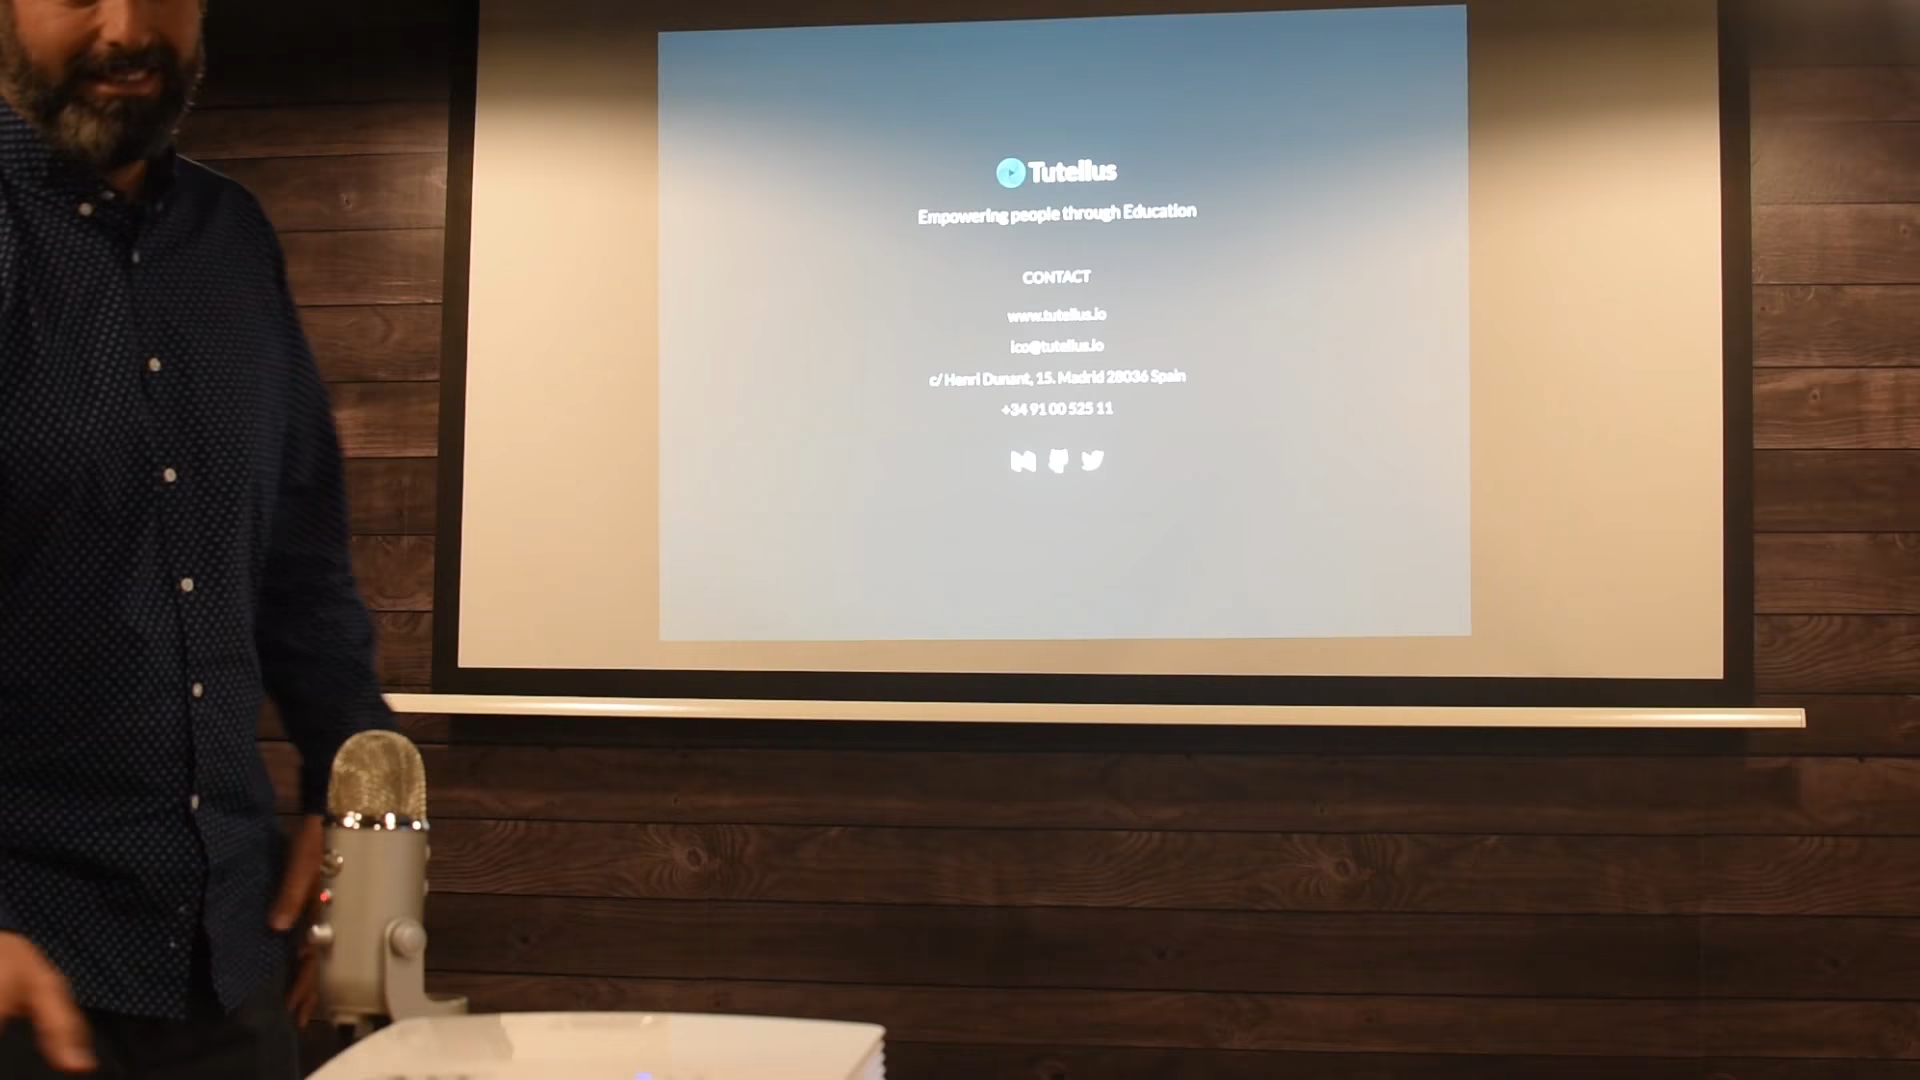 Tutellus
Empowering people through Education
CONTACT
www.tutellus.io
ico@tutellus.io
c/ Henri Dunant, 15. Madrid 28036 Spain
+34 91 00 525 11